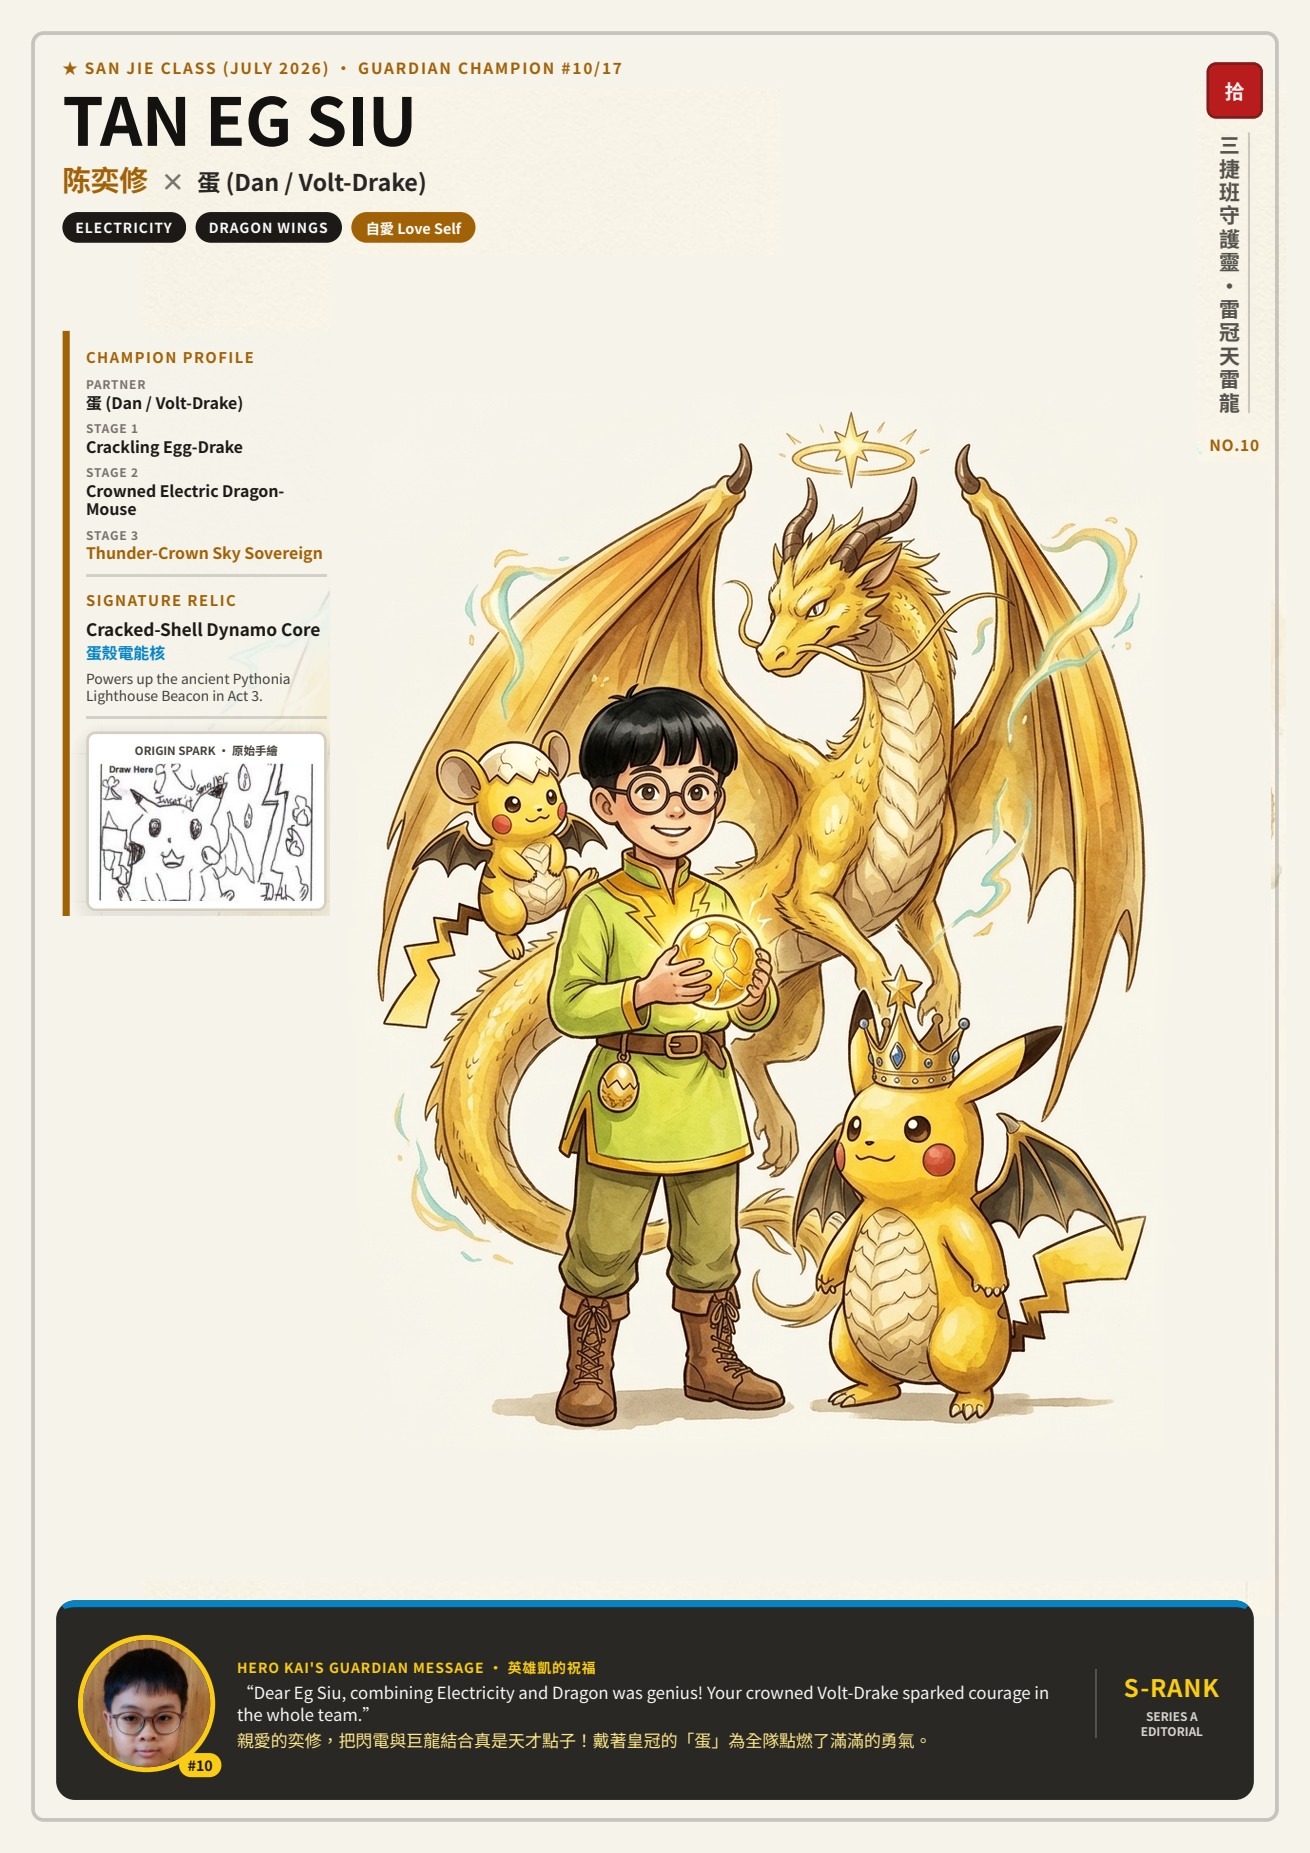 ★ SAN JIE CLASS (JULY 2026) • GUARDIAN CHAMPION #10/17
TAN EG SIU
陈奕修 × 蛋 (Dan / Volt-Drake)
ELECTRICITY DRAGON WINGS 自愛 Love Self
拾
三捷班守護靈・雷冠天雷龍
NO.10
CHAMPION PROFILE
PARTNER
蛋 (Dan / Volt-Drake)
STAGE 1
Crackling Egg-Drake
STAGE 2
Crowned Electric Dragon-
Mouse
STAGE 3
Thunder-Crown Sky Sovereign
SIGNATURE RELIC
Cracked-Shell Dynamo Core
蛋殼電能核
Powers up the ancient Pythonia
Lighthouse Beacon in Act 3.
ORIGIN SPARK • 原始手繪
Draw Here
HERO KAI'S GUARDIAN MESSAGE • 英雄凱的祝福
“Dear Eg Siu, combining Electricity and Dragon was genius! Your crowned Volt-Drake sparked courage in
the whole team.”
親愛的奕修，把閃電與巨龍結合真是天才點子！戴著皇冠的「蛋」為全隊點燃了滿滿的勇氣。
#10
S-RANK
SERIES A
EDITORIAL